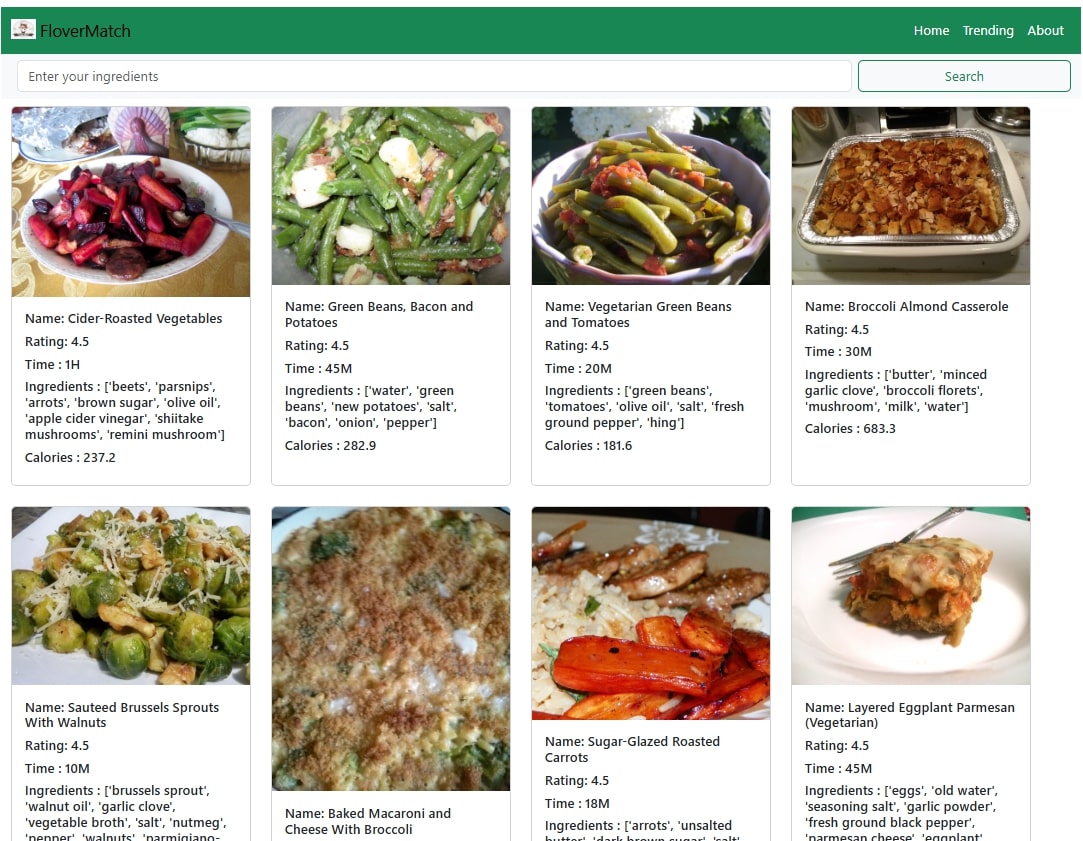 FloverMatch
Home Trending About
Enter your ingredients
Search
Name: Cider-Roasted Vegetables
Rating: 4.5
Time : 1H
Ingredients : ['beets', 'parsnips',
'arrots', 'brown sugar', 'olive oil',
'apple cider vinegar', 'shiitake
mushrooms', 'remini mushroom']
Calories : 237.2
Name: Green Beans, Bacon and
Potatoes
Rating: 4.5
Time : 45M
Ingredients : ['water', 'green
beans', 'new potatoes', 'salt',
'bacon', 'onion', 'pepper']
Calories : 282.9
Name: Vegetarian Green Beans
and Tomatoes
Rating: 4.5
Time : 20M
Ingredients : ['green beans',
'tomatoes', 'olive oil', 'salt', 'fresh
ground pepper', 'hing']
Calories : 181.6
Name: Broccoli Almond Casserole
Rating: 4.5
Time : 30M
Ingredients : ['butter', 'minced
garlic clove', 'broccoli florets',
'mushroom', 'milk', 'water']
Calories : 683.3
Name: Sauteed Brussels Sprouts
With Walnuts
Rating: 4.5
Time : 10M
Ingredients : ['brussels sprout',
'walnut oil', 'garlic clove',
'vegetable broth', 'salt', 'nutmeg',
'pepper', 'walnuts', 'parmigiano-
Name: Baked Macaroni and
Cheese With Broccoli
Name: Sugar-Glazed Roasted
Carrots
Rating: 4.5
Time : 18M
Ingredients : ['arrots', 'unsalted
butter', 'dark brown sugar', 'salt',
Name: Layered Eggplant Parmesan
(Vegetarian)
Rating: 4.5
Time : 45M
Ingredients : ['eggs', 'old water',
'seasoning salt', 'garlic powder',
'fresh ground black pepper',
'parmesan cheese', 'eggplant',